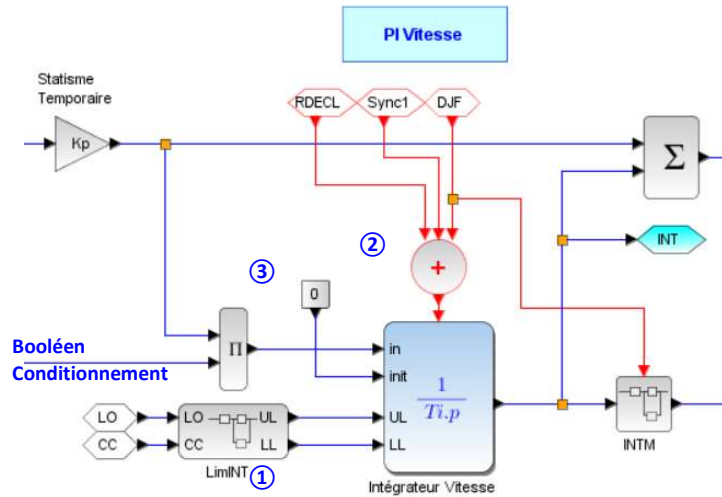 PI Vitesse
Statisme
Temporaire
RDECL
Sync1
DJF
Kp
Σ
②
INT
+
③
0
Booléen
Conditionnement
Π
in
init
1
Ti.p
UL
LL
LO
CC
LO
CC
UL
LL
LimINT
①
Intégrateur Vitesse
INTM